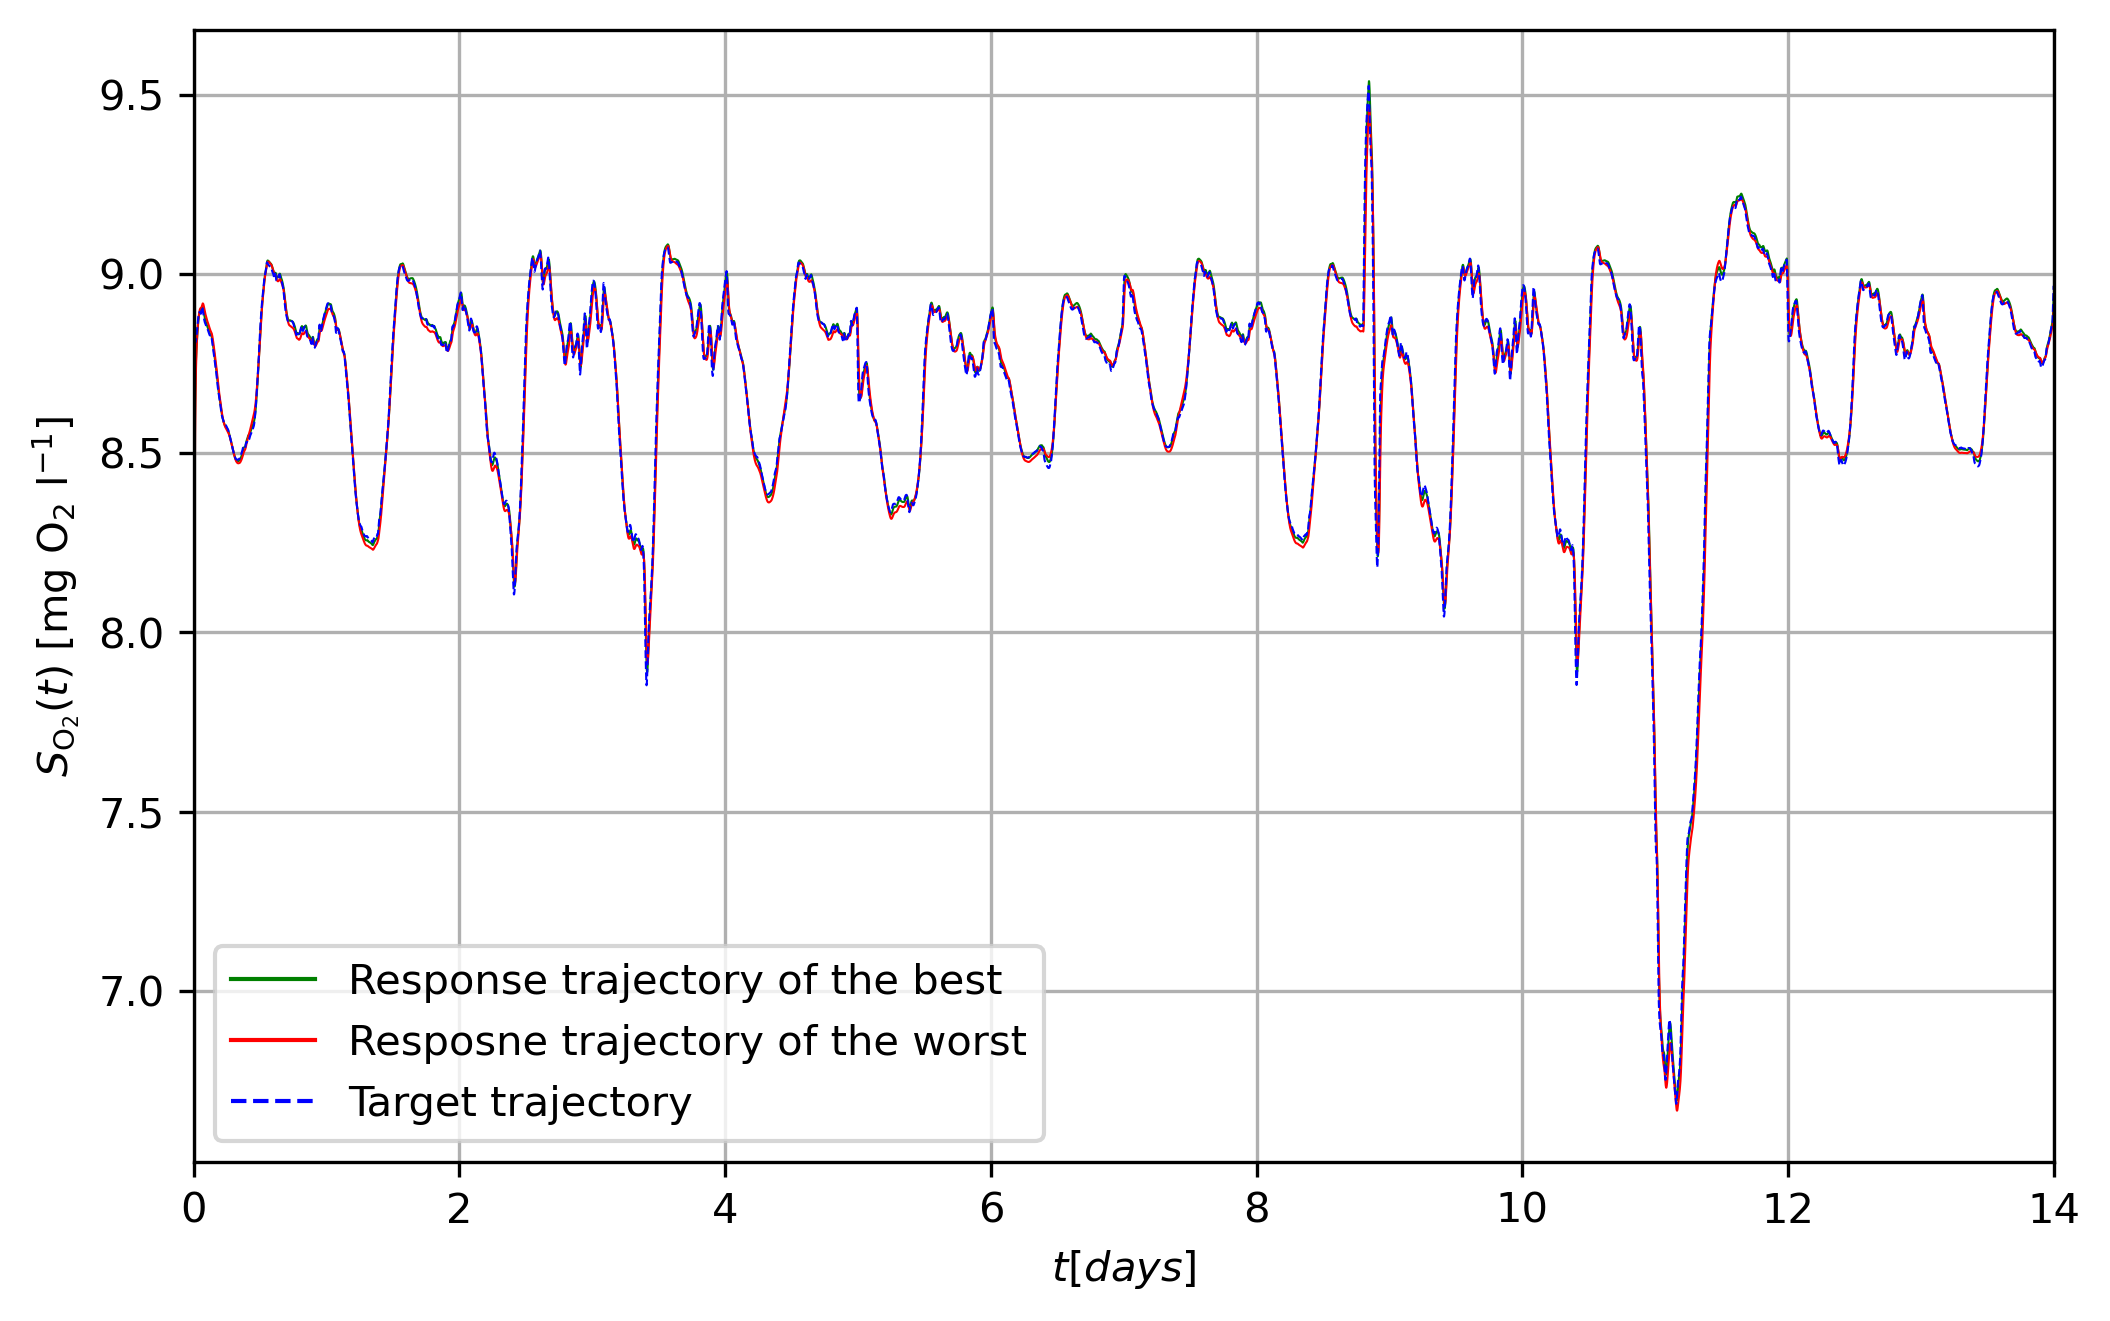 9.5
9.0
8.5
8.0
7.5
7.0
S_{O_2}(t) [mg O_2 l^{-1}]
Response trajectory of the best
Resposne trajectory of the worst
Target trajectory
0 2 4 6 8 10 12 14
t[days]